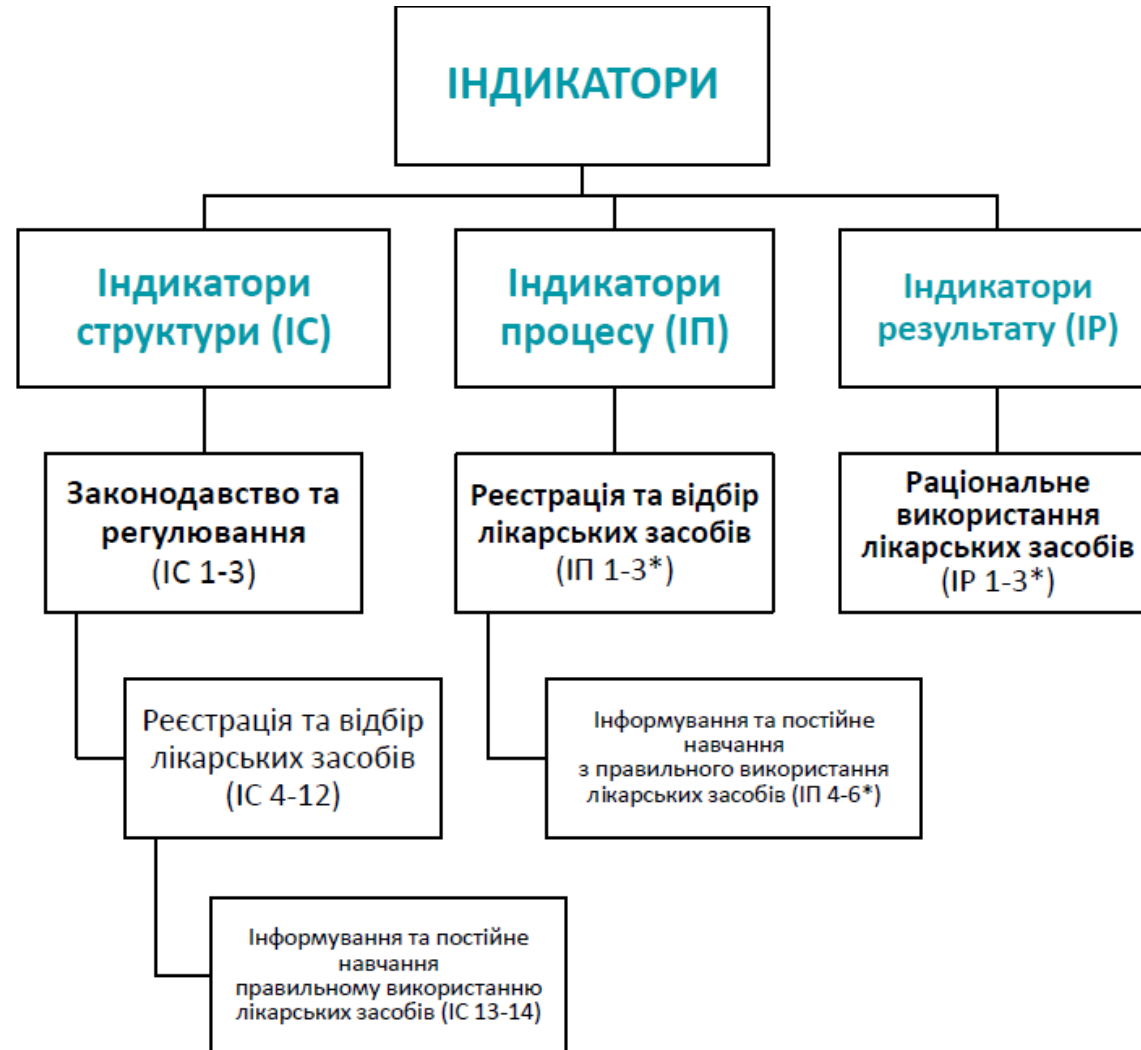 ІНДИКАТОРИ
Індикатори
структури (ІС)
Індикатори
процесу (ІП)
Індикатори
результату (ІР)
Законодавство та
регулювання
(ІС 1-3)
Реєстрація та відбір
лікарських засобів
(ІП 1-3*)
Раціональне
використання
лікарських засобів
(ІР 1-3*)
Реєстрація та відбір
лікарських засобів
(ІС 4-12)
Інформування та постійне
навчання
з правильного використання
лікарських засобів (ІП 4-6*)
Інформування та постійне
навчання
правильному використанню
лікарських засобів (ІС 13-14)